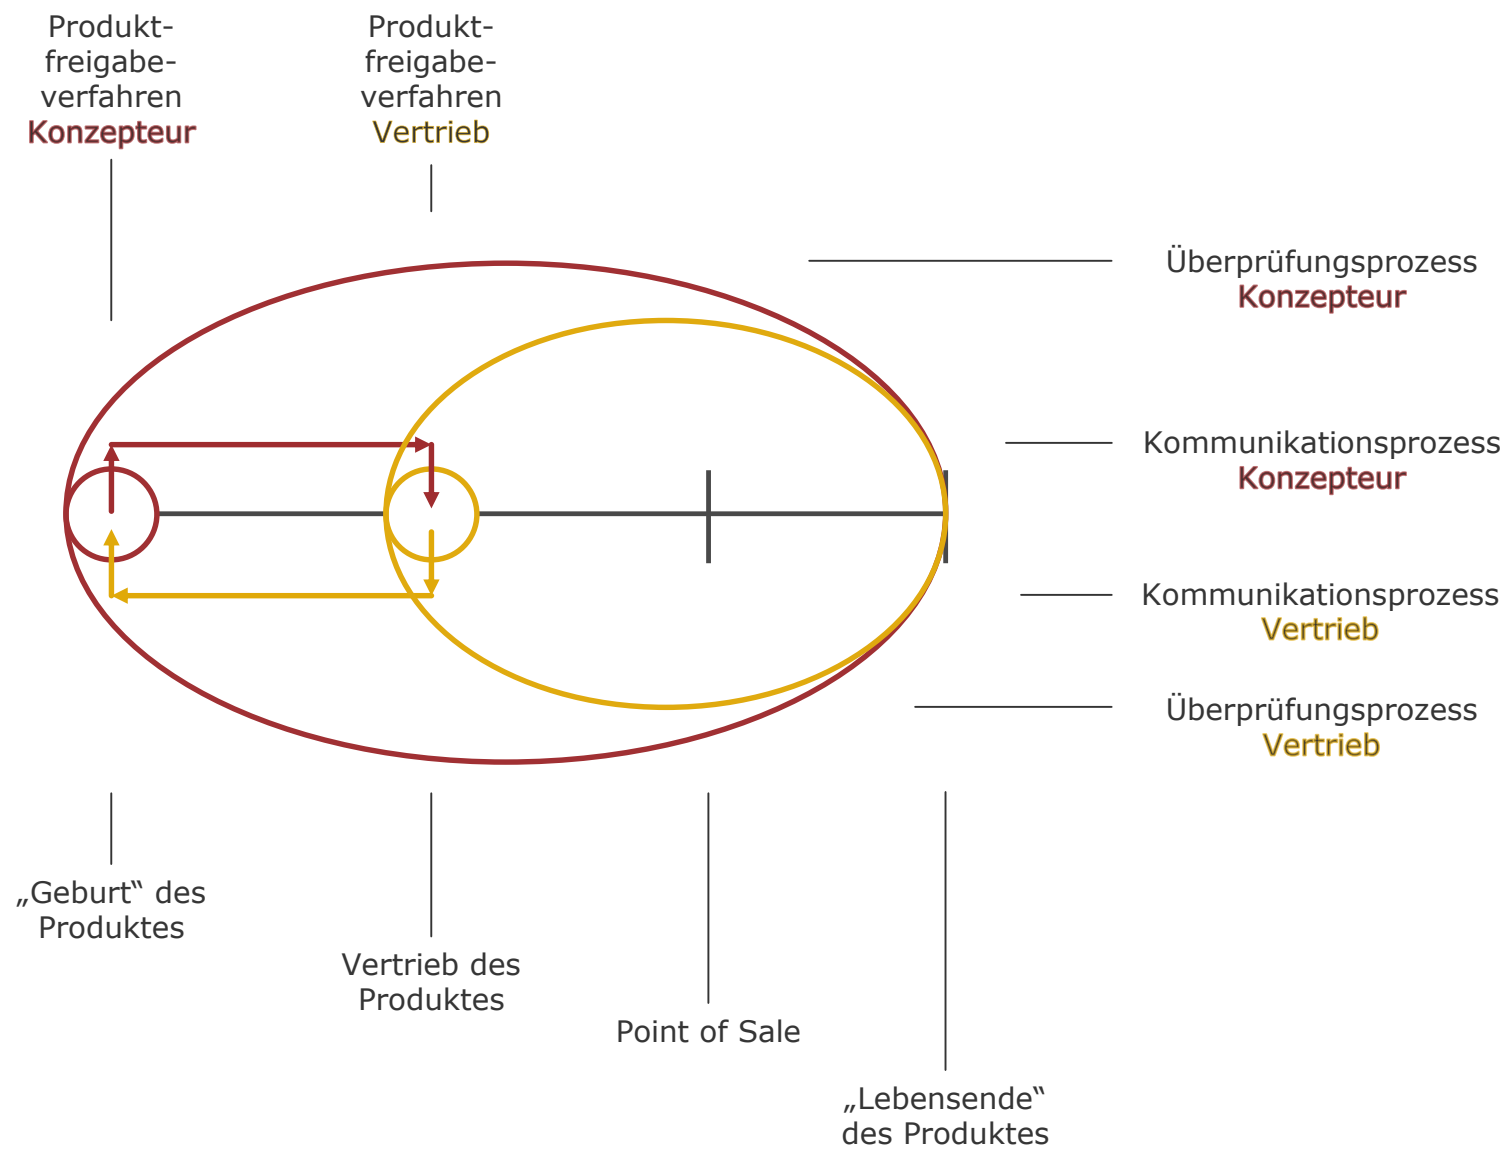 Produkt-
freigabe-
verfahren
Konzepteur
Produkt-
freigabe-
verfahren
Vertrieb
Überprüfungsprozess
Konzepteur
Kommunikationsprozess
Konzepteur
Kommunikationsprozess
Vertrieb
Überprüfungsprozess
Vertrieb
„Geburt“ des
Produktes
Vertrieb des
Produktes
Point of Sale
„Lebensende“
des Produktes